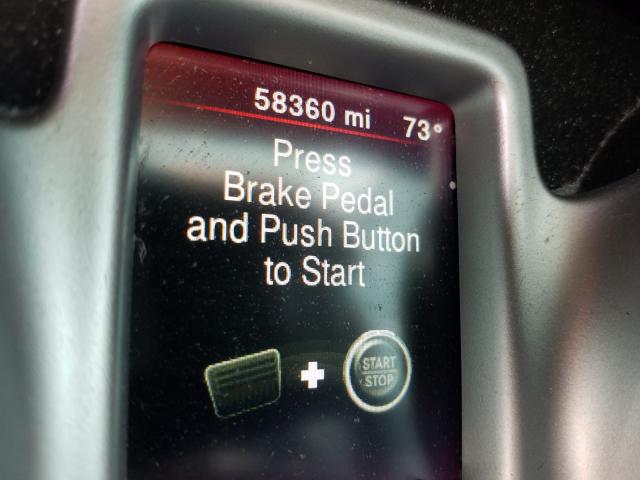 58360 mi 73°
Press
Brake Pedal
and Push Button
to Start
START
STOP